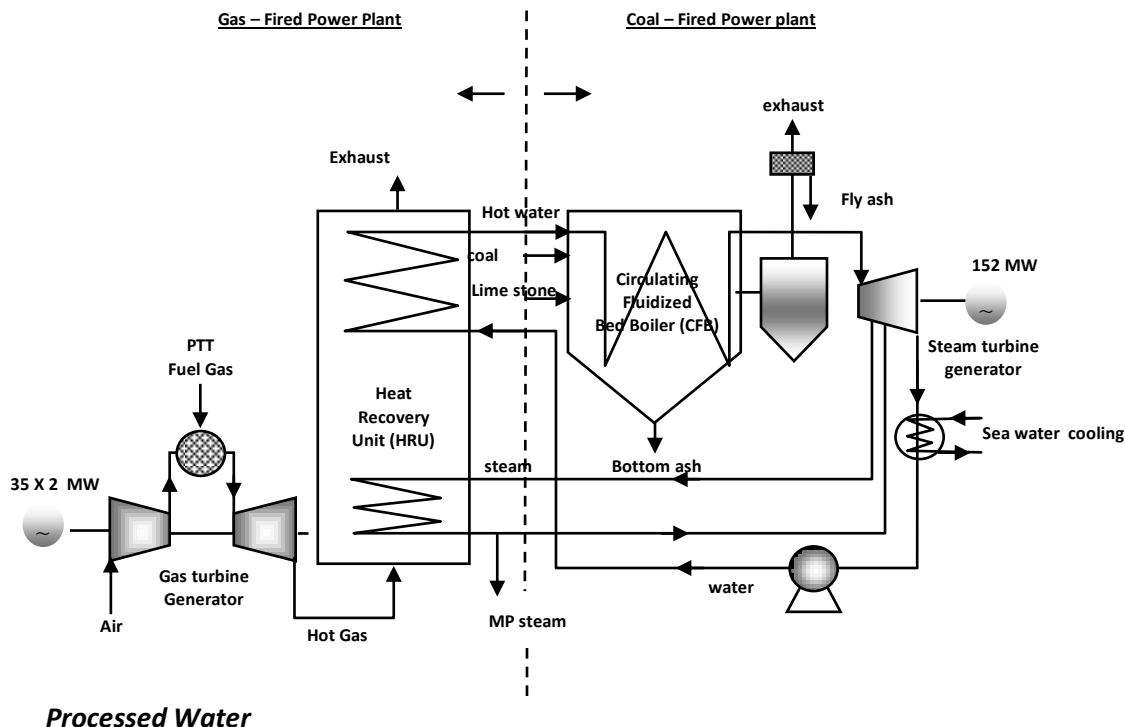 Gas – Fired Power Plant
Coal – Fired Power plant
exhaust
Exhaust
Fly ash
Hot water
coal
Lime stone
Circulating
Fluidized
Bed Boiler (CFB)
152 MW
~
Steam turbine
generator
PTT
Fuel Gas
Heat
Recovery
Unit (HRU)
Sea water cooling
steam
Bottom ash
35 X 2 MW
~
Gas turbine
Generator
water
Air
Hot Gas
MP steam
Processed Water